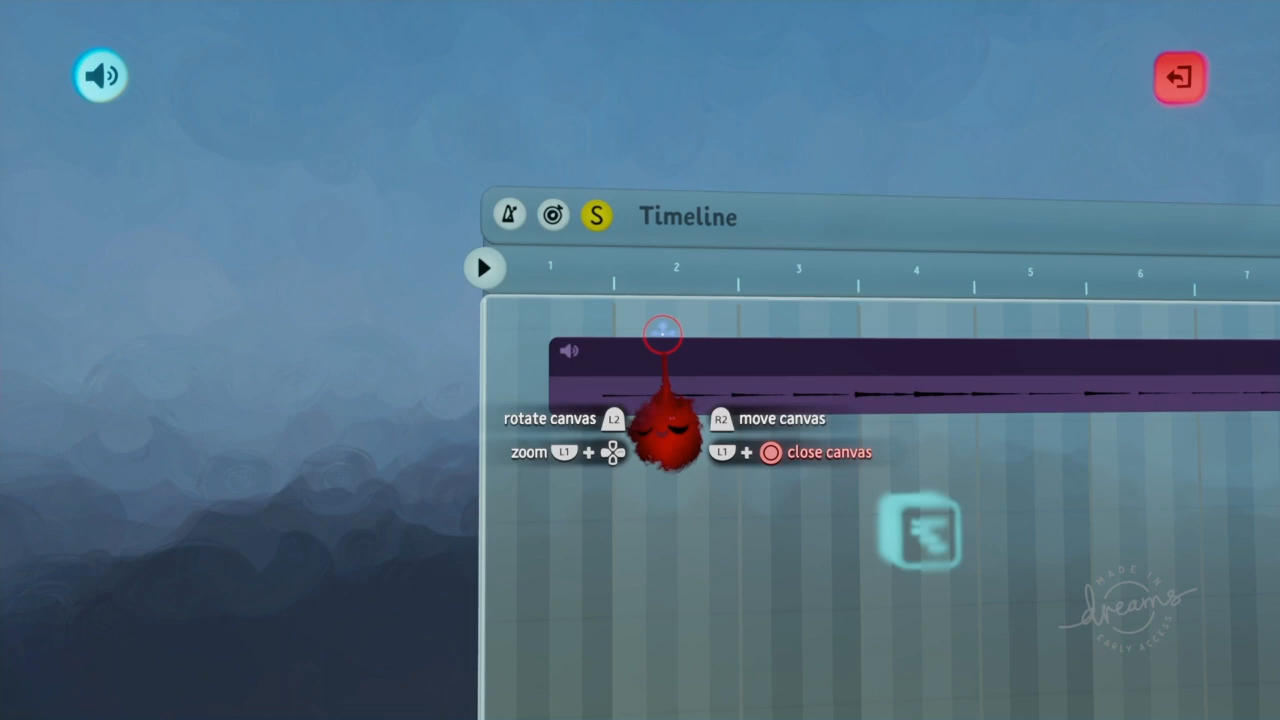 S Timeline
1 2 3 4 5 6 7
rotate canvas L2 R2 move canvas
zoom L1 + L1 + close canvas
MADE IN
dreams
EARLY ACCESS